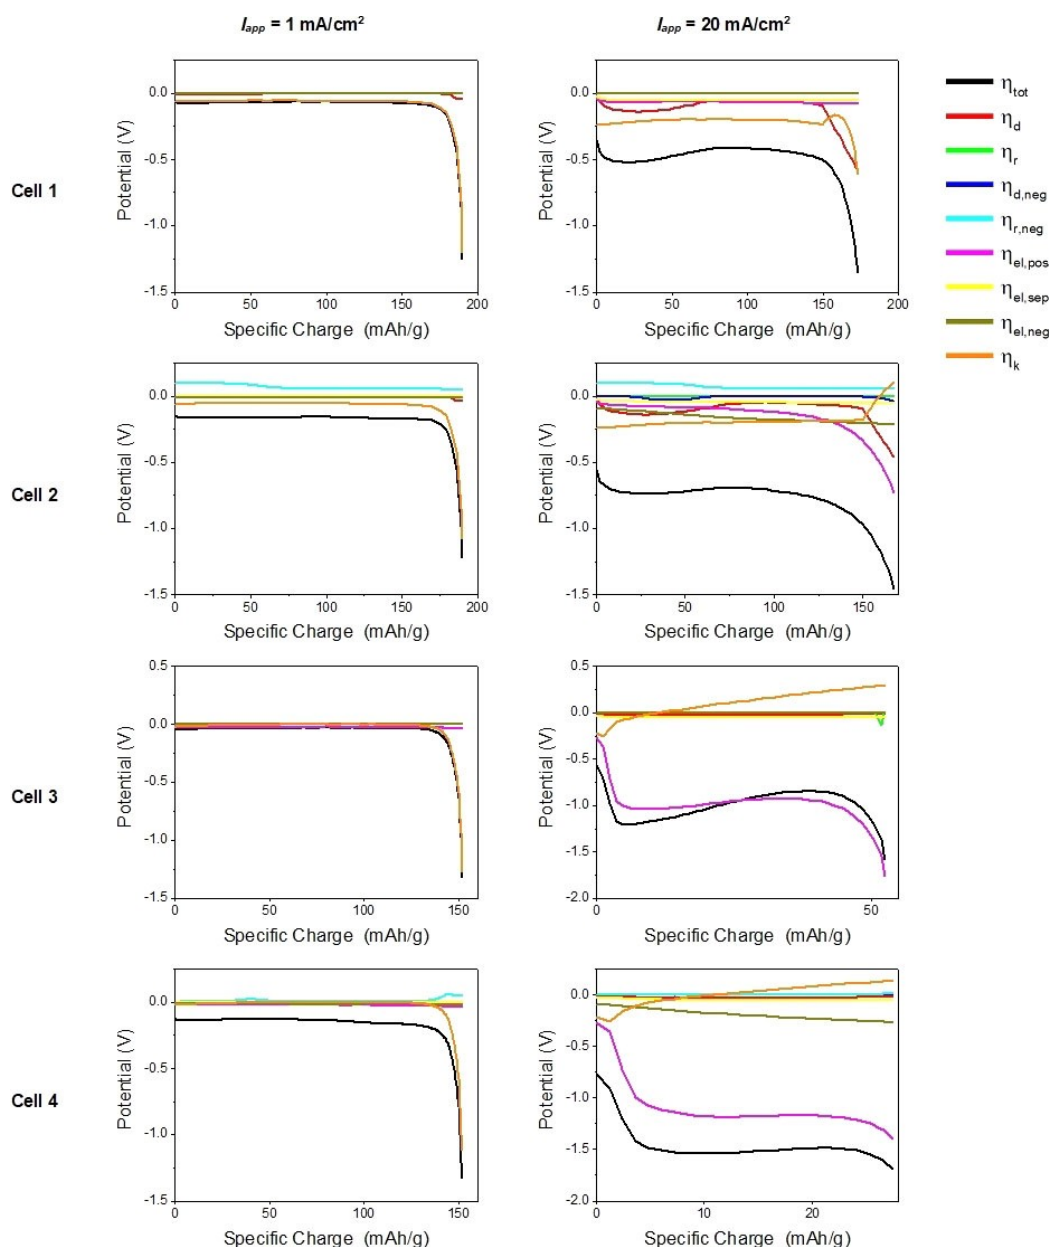 I_app = 1 mA/cm²
I_app = 20 mA/cm²
Cell 1
Potential (V)
0.0
-0.5
-1.0
-1.5
0 50 100 150 200
Specific Charge (mAh/g)
Potential (V)
0.0
-0.5
-1.0
-1.5
0 50 100 150 200
Specific Charge (mAh/g)
η_tot
η_d
η_r
η_d,neg
η_r,neg
η_el,pos
η_el,sep
η_el,neg
η_k
Cell 2
Potential (V)
0.0
-0.5
-1.0
-1.5
0 50 100 150 200
Specific Charge (mAh/g)
Potential (V)
0.0
-0.5
-1.0
-1.5
0 50 100 150
Specific Charge (mAh/g)
Cell 3
Potential (V)
0.5
0.0
-0.5
-1.0
-1.5
0 50 100 150
Specific Charge (mAh/g)
Potential (V)
0.5
0.0
-0.5
-1.0
-1.5
-2.0
0 50
Specific Charge (mAh/g)
Cell 4
Potential (V)
0.0
-0.5
-1.0
-1.5
0 50 100 150
Specific Charge (mAh/g)
Potential (V)
0.0
-0.5
-1.0
-1.5
-2.0
0 10 20
Specific Charge (mAh/g)